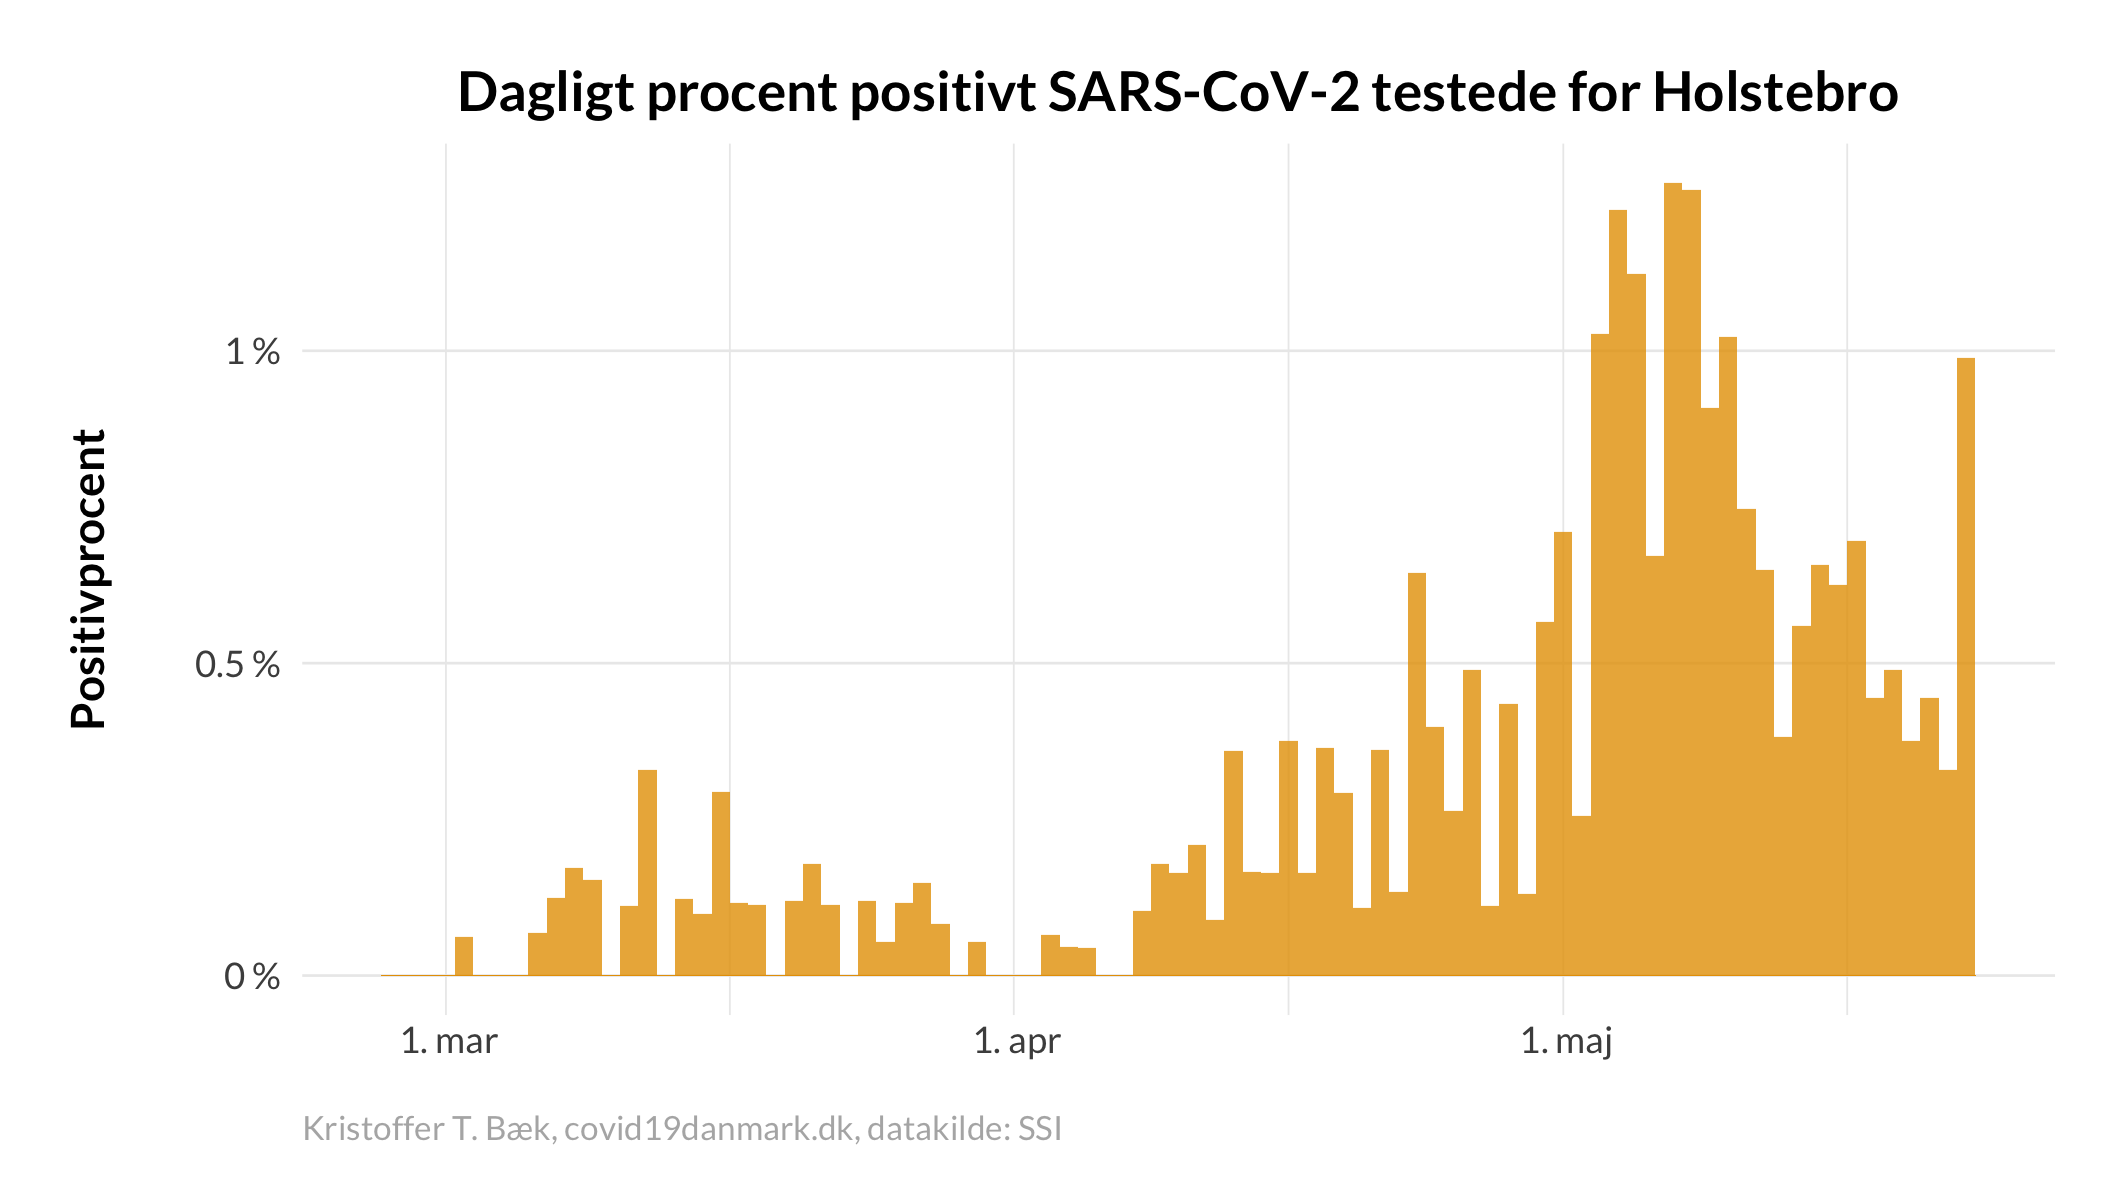 Dagligt procent positivt SARS-CoV-2 testede for Holstebro
Positivprocent
1 %
0.5 %
0 %
1. mar
1. apr
1. maj
Kristoffer T. Bæk, covid19danmark.dk, datakilde: SSI